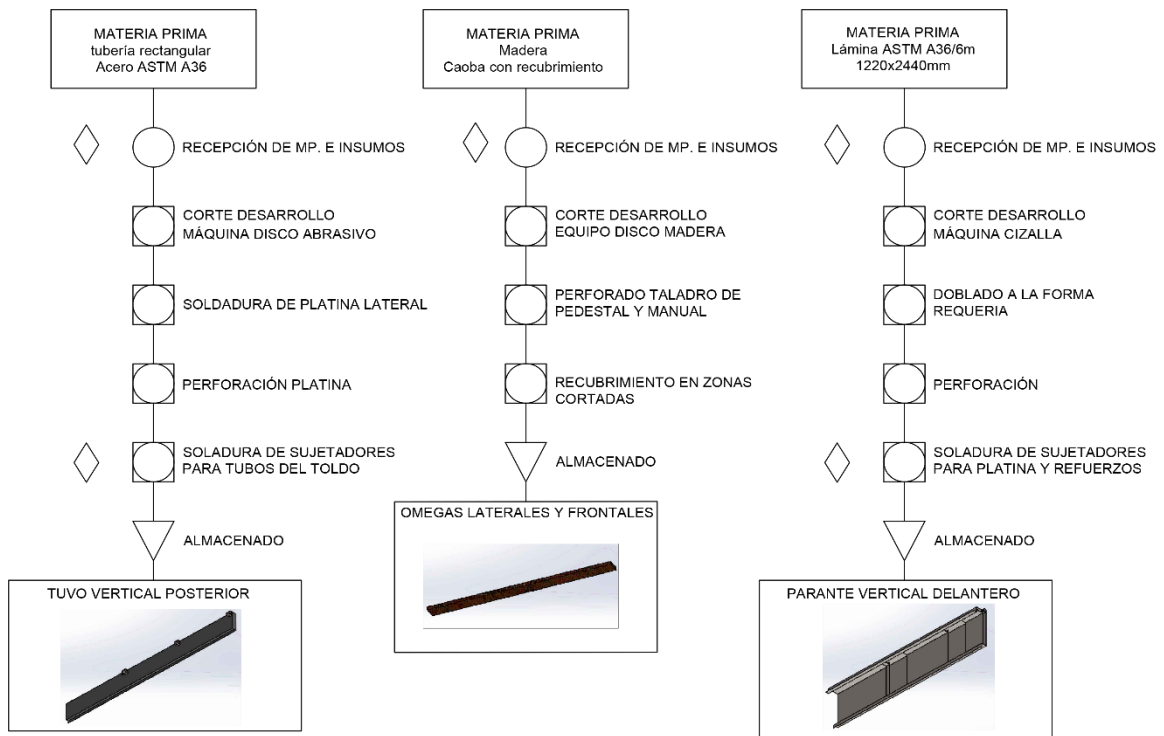 MATERIA PRIMA
tubería rectangular
Acero ASTM A36
RECEPCIÓN DE MP. E INSUMOS
CORTE DESARROLLO
MÁQUINA DISCO ABRASIVO
SOLDADURA DE PLATINA LATERAL
PERFORACIÓN PLATINA
SOLADURA DE SUJETADORES
PARA TUBOS DEL TOLDO
ALMACENADO
TUVO VERTICAL POSTERIOR
MATERIA PRIMA
Madera
Caoba con recubrimiento
RECEPCIÓN DE MP. E INSUMOS
CORTE DESARROLLO
EQUIPO DISCO MADERA
PERFORADO TALADRO DE
PEDESTAL Y MANUAL
RECUBRIMIENTO EN ZONAS
CORTADAS
ALMACENADO
OMEGAS LATERALES Y FRONTALES
MATERIA PRIMA
Lámina ASTM A36/6m
1220x2440mm
RECEPCIÓN DE MP. E INSUMOS
CORTE DESARROLLO
MÁQUINA CIZALLA
DOBLADO A LA FORMA
REQUERIA
PERFORACIÓN
SOLADURA DE SUJETADORES
PARA PLATINA Y REFUERZOS
ALMACENADO
PARANTE VERTICAL DELANTERO